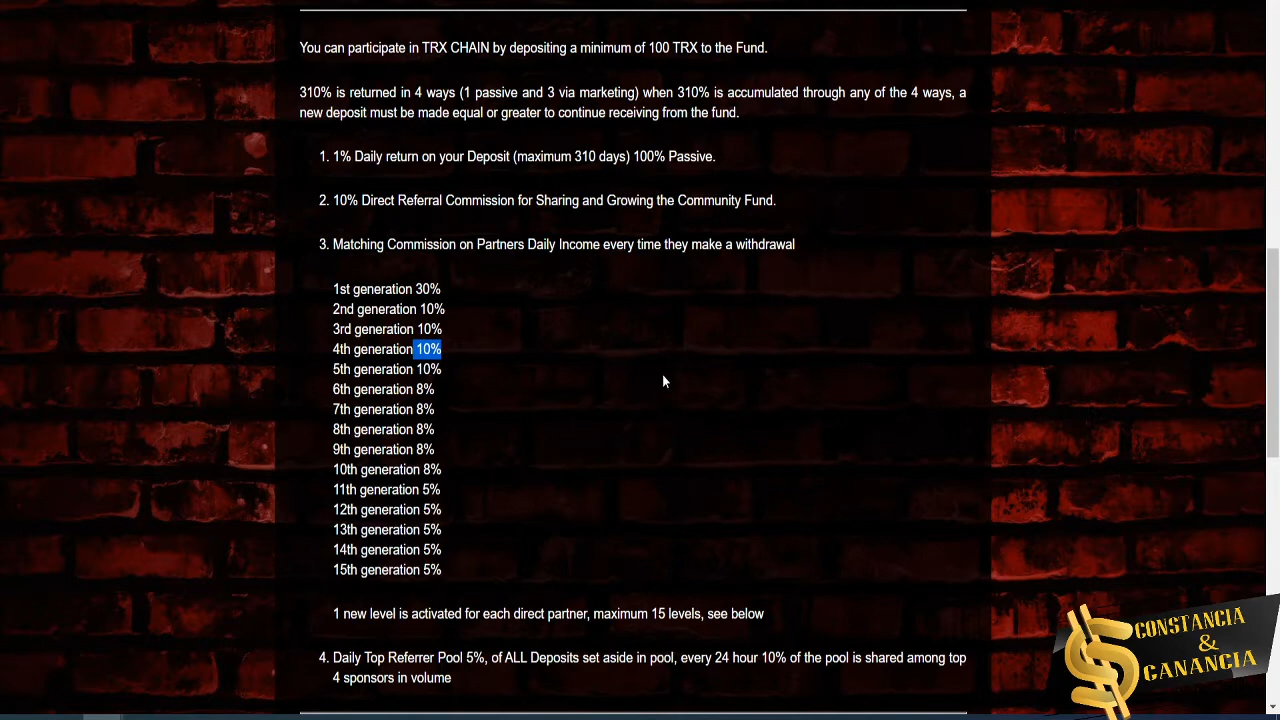 You can participate in TRX CHAIN by depositing a minimum of 100 TRX to the Fund.
310% is returned in 4 ways (1 passive and 3 via marketing) when 310% is accumulated through any of the 4 ways, a
new deposit must be made equal or greater to continue receiving from the fund.
1. 1% Daily return on your Deposit (maximum 310 days) 100% Passive.
2. 10% Direct Referral Commission for Sharing and Growing the Community Fund.
3. Matching Commission on Partners Daily Income every time they make a withdrawal
1st generation 30%
2nd generation 10%
3rd generation 10%
4th generation 10%
5th generation 10%
6th generation 8%
7th generation 8%
8th generation 8%
9th generation 8%
10th generation 8%
11th generation 5%
12th generation 5%
13th generation 5%
14th generation 5%
15th generation 5%
1 new level is activated for each direct partner, maximum 15 levels, see below
4. Daily Top Referrer Pool 5%, of ALL Deposits set aside in pool, every 24 hour 10% of the pool is shared among top
4 sponsors in volume
CONSTANCIA
&
GANANCIA